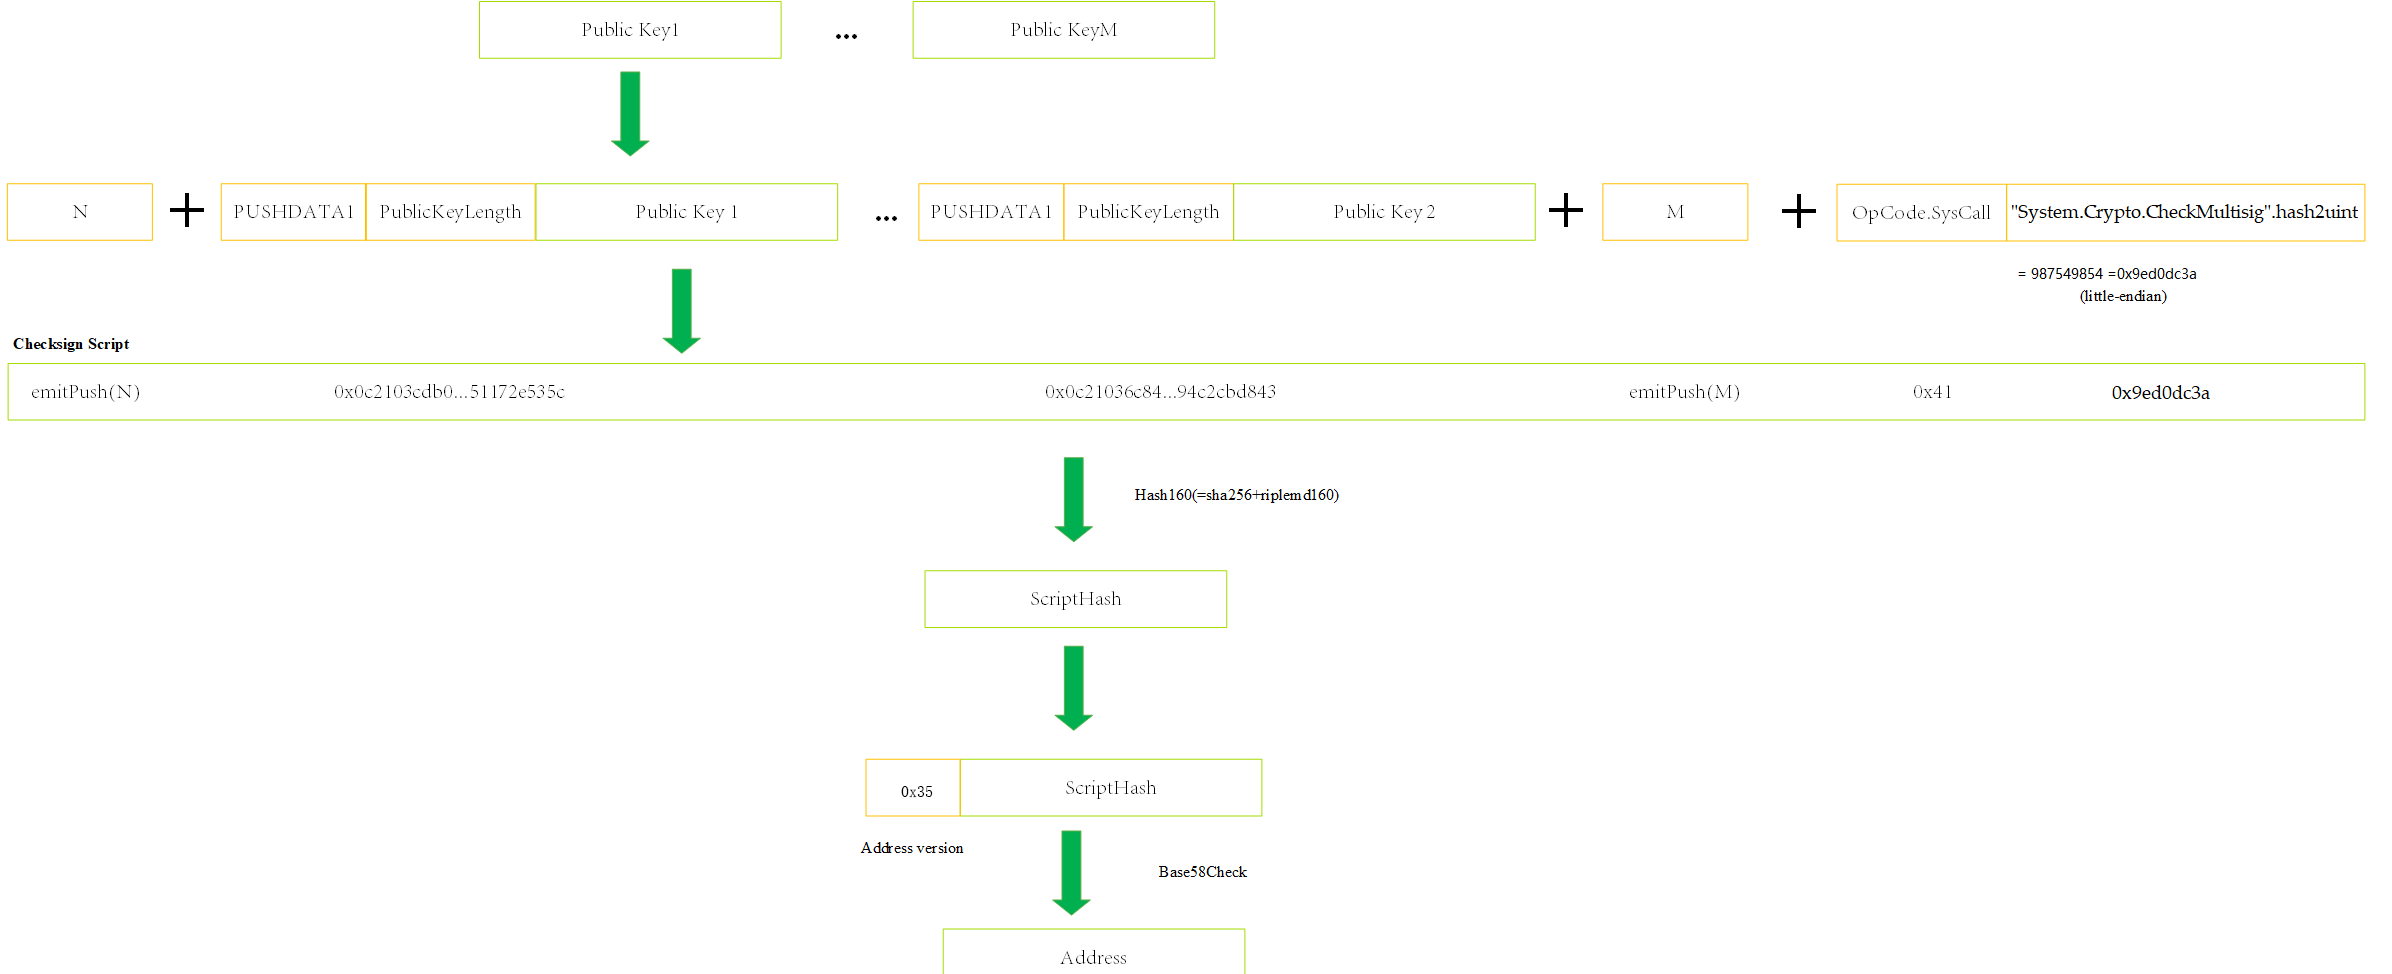 Public Key1
...
Public KeyM
N
+
PUSHDATA1
PublicKeyLength
Public Key 1
...
PUSHDATA1
PublicKeyLength
Public Key 2
+
M
+
OpCode.SysCall
"System.Crypto.CheckMultisig".hash2uint
= 987549854 =0x9ed0dc3a
(little-endian)
Checksign Script
emitPush(N)
0x0c2103cdb0...51172e535c
0x0c21036c84...94c2cbd843
emitPush(M)
0x41
0x9ed0dc3a
Hash160(=sha256+riplemd160)
ScriptHash
0x35
ScriptHash
Address version
Base58Check
Address